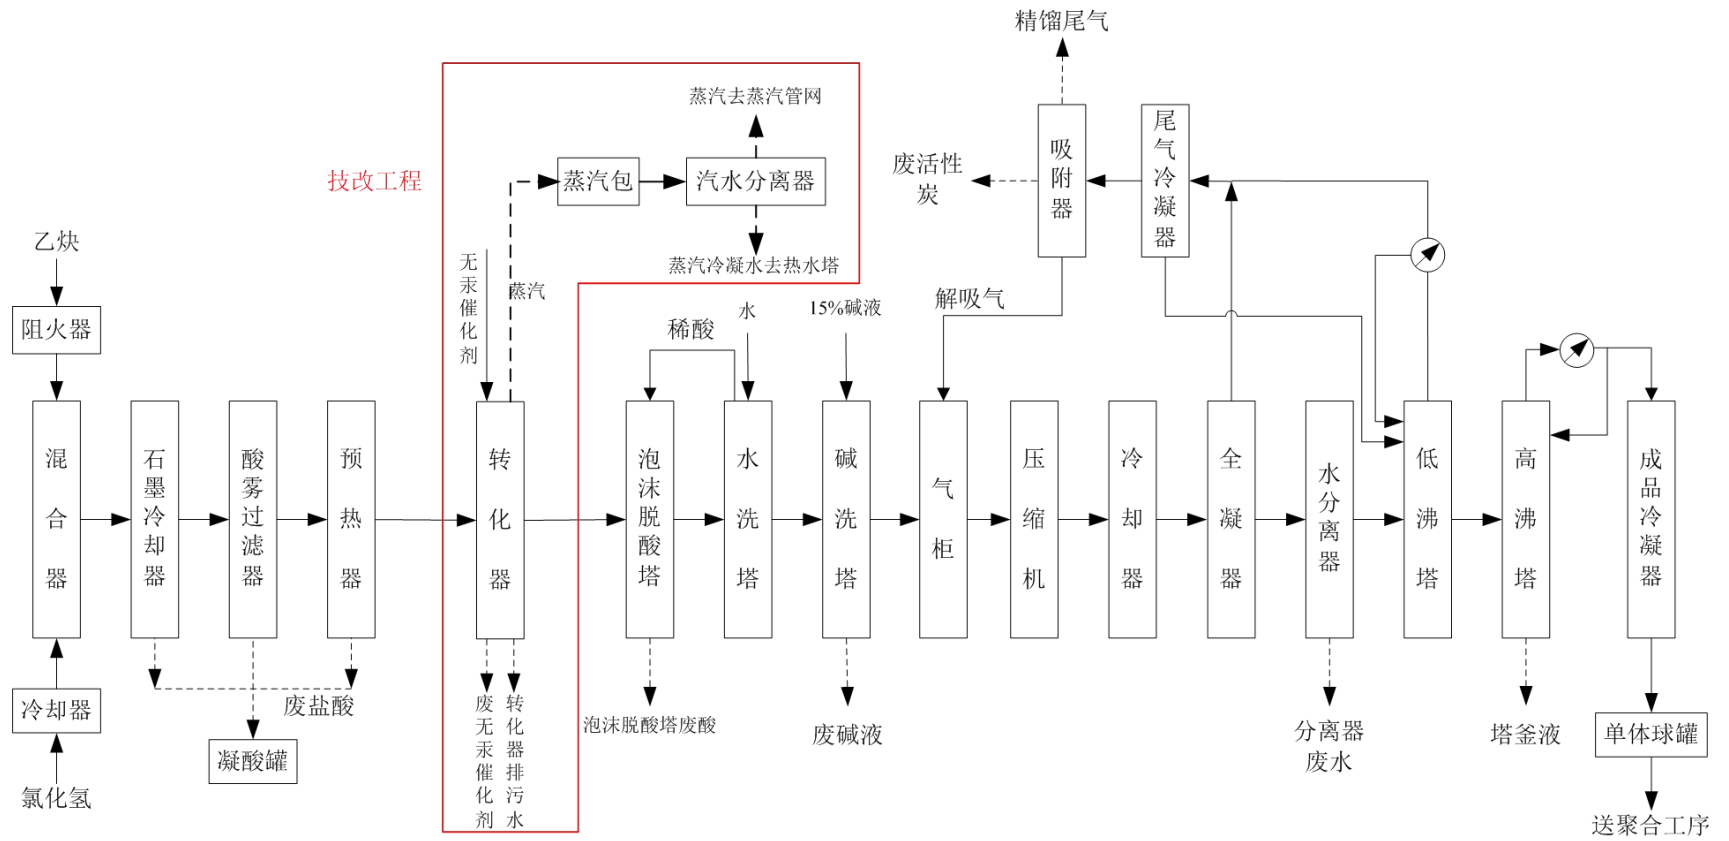 精馏尾气
蒸汽去蒸汽管网
技改工程
蒸汽包
汽水分离器
废活性
炭
吸附器
尾气冷凝器
乙炔
无汞催化剂
蒸汽
蒸汽冷凝水去热水塔
解吸气
阻火器
稀酸
水
15%碱液
混合器
石墨冷却器
酸雾过滤器
预热器
转化器
泡沫脱酸塔
水洗塔
碱洗塔
气柜
压缩机
冷却器
全凝器
水分离器
低沸塔
高沸塔
成品冷凝器
冷却器
废盐酸
凝酸罐
氯化氢
废无汞催化剂
转化器排污水
泡沫脱酸塔废酸
废碱液
分离器
废水
塔釜液
单体球罐
送聚合工序